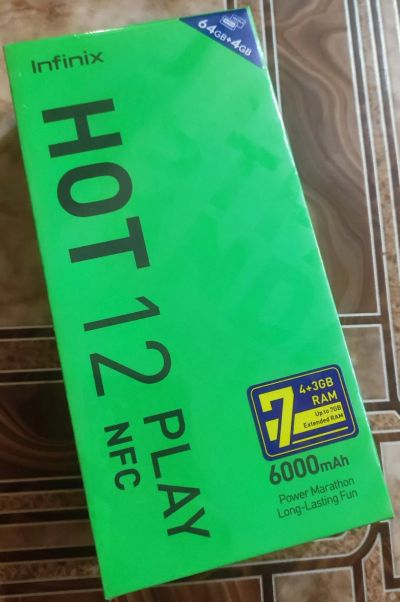 Infinix
64GB+4GB
HOT 12 PLAY
NFC
7
4+3GB
RAM
Up to 7GB
Extended RAM
6000mAh
Power Marathon
Long-Lasting Fun